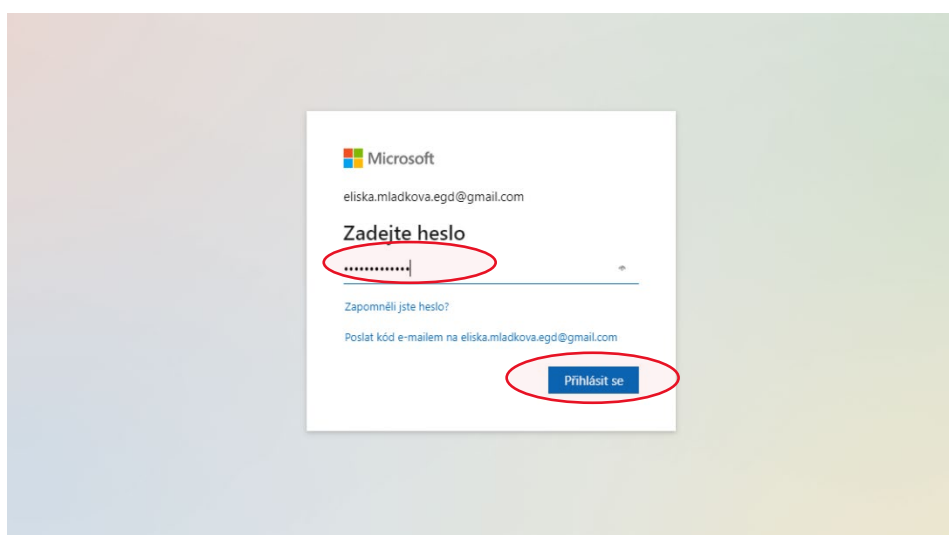 Microsoft
eliska.mladkova.egd@gmail.com
Zadejte heslo
•••••••••••••
Zapomněli jste heslo?
Poslat kód e-mailem na eliska.mladkova.egd@gmail.com
Přihlásit se